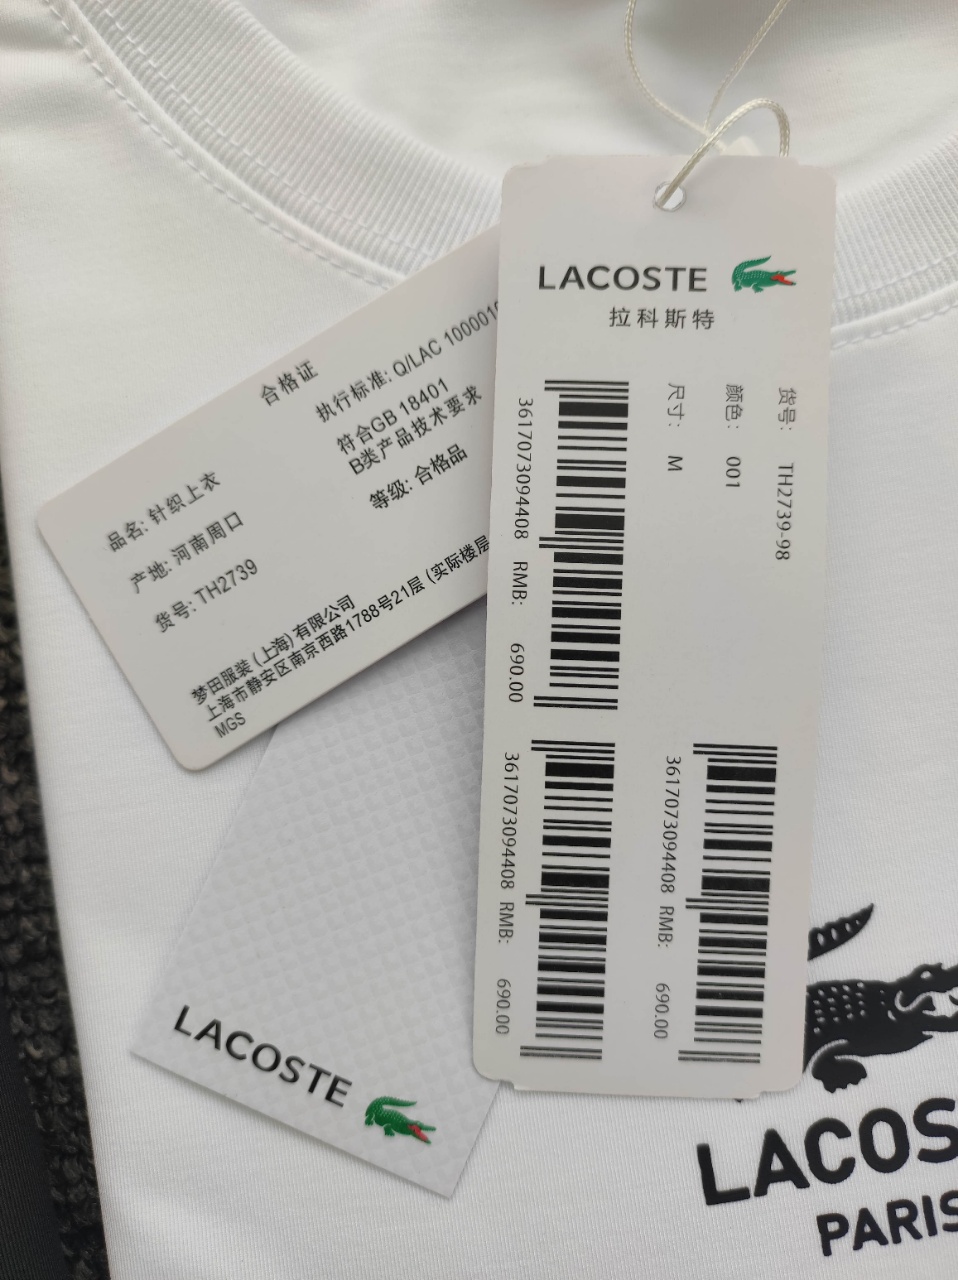 合格证
执行标准: Q/LAC 1000019
符合GB 18401
B类产品技术要求
等级: 合格品
品名: 针织上衣
产地: 河南周口
货号: TH2739
梦田服装 (上海) 有限公司
上海市静安区南京西路1788号21层 (实际楼层
MGS
LACOSTE
LACOSTE
拉科斯特
货号: TH2739-98
颜色: 001
尺寸: M
3617073094408 RMB: 690.00
3617073094408 RMB: 690.00
3617073094408 RMB: 690.00
LACOS
PARIS